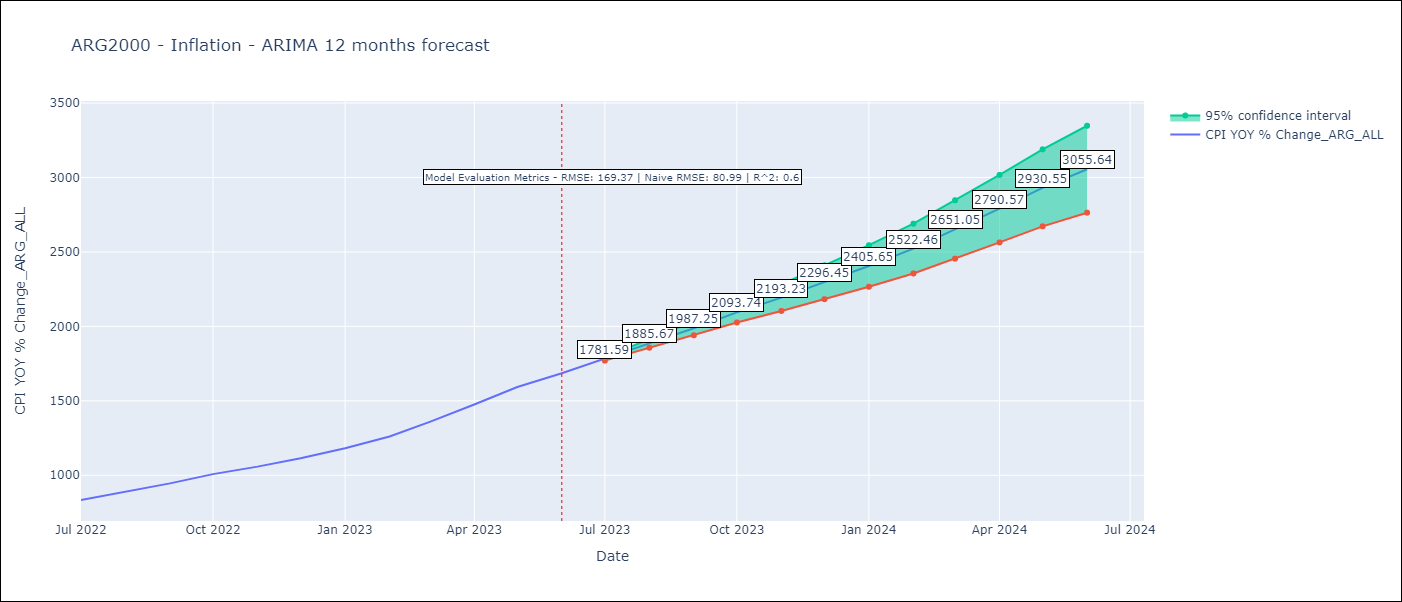 ARG2000 - Inflation - ARIMA 12 months forecast
95% confidence interval
CPI YOY % Change_ARG_ALL
Model Evaluation Metrics - RMSE: 169.37 | Naive RMSE: 80.99 | R^2: 0.6
CPI YOY % Change_ARG_ALL
3500
3000
2500
2000
1500
1000
1781.59
1885.67
1987.25
2093.74
2193.23
2296.45
2405.65
2522.46
2651.05
2790.57
2930.55
3055.64
Jul 2022
Oct 2022
Jan 2023
Apr 2023
Jul 2023
Oct 2023
Jan 2024
Apr 2024
Jul 2024
Date